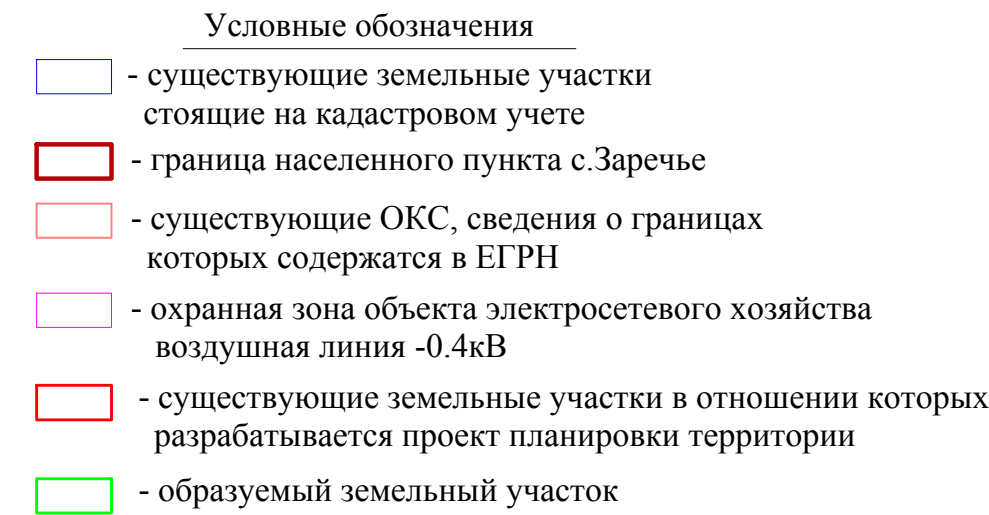 Условные обозначения
- существующие земельные участки
стоящие на кадастровом учете
- граница населенного пункта с.Заречье
- существующие ОКС, сведения о границах
которых содержатся в ЕГРН
- охранная зона объекта электросетевого хозяйства
воздушная линия -0.4кВ
- существующие земельные участки в отношении которых
разрабатывается проект планировки территории
- образуемый земельный участок